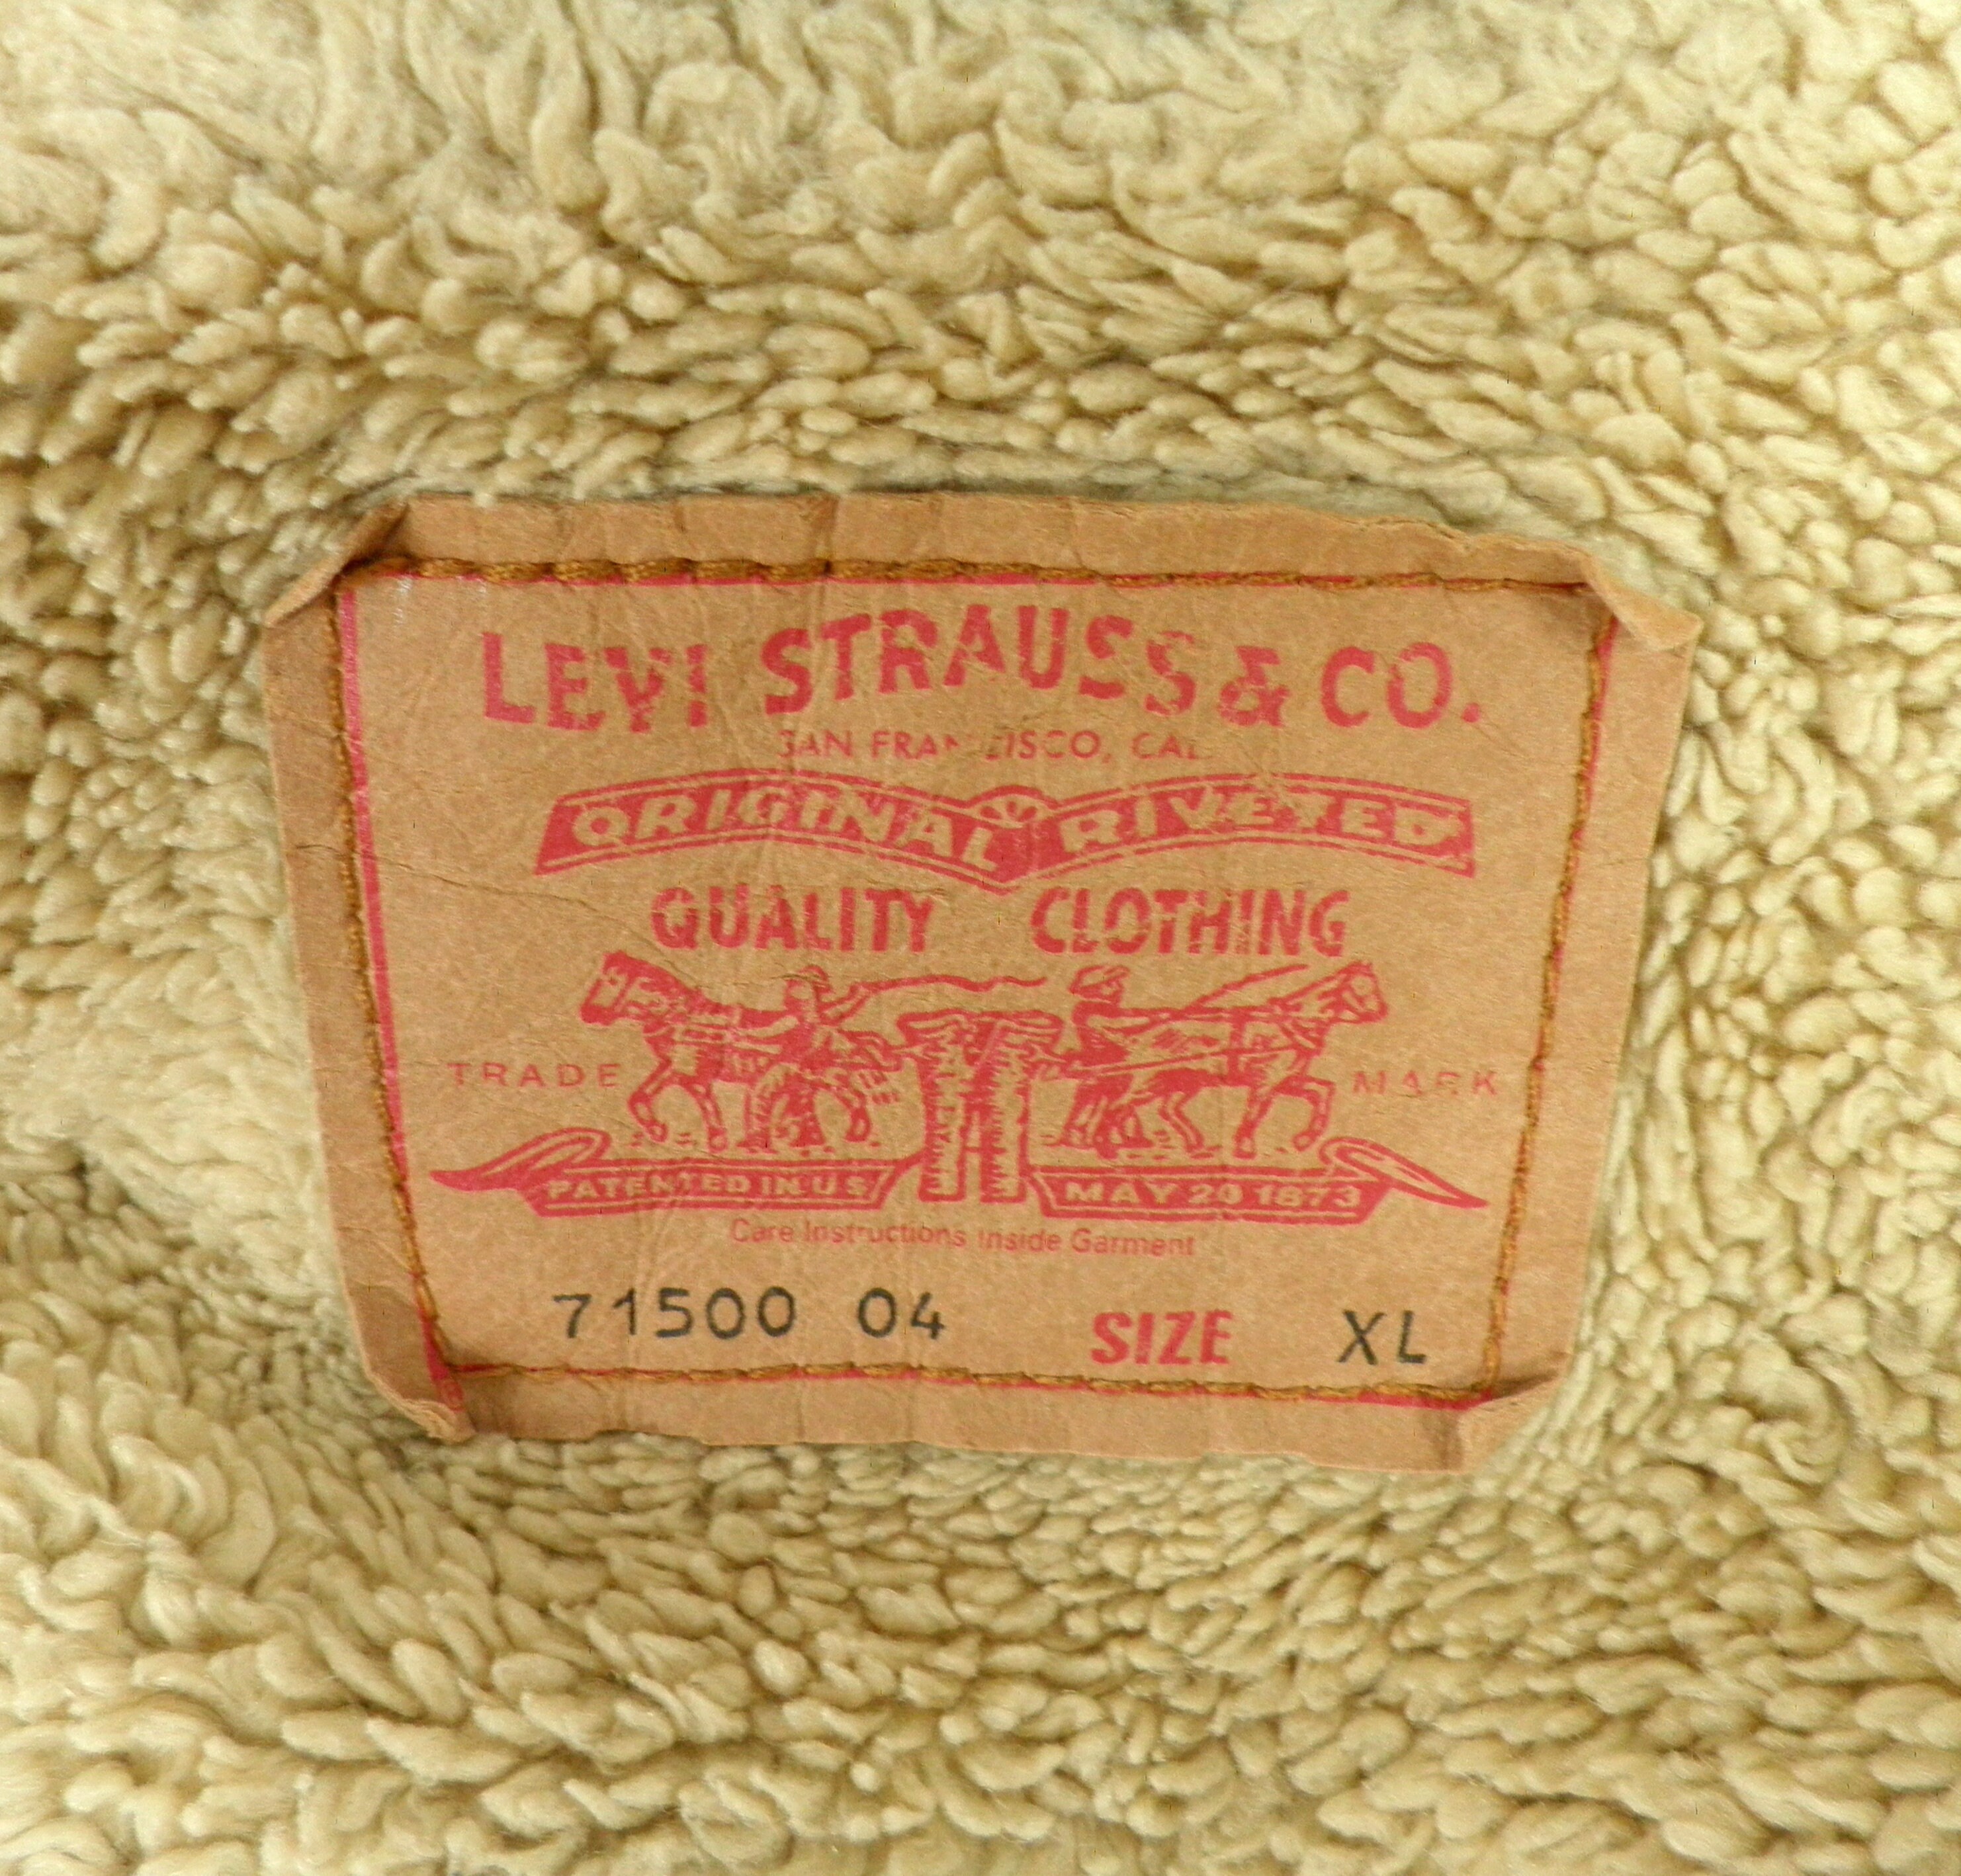 LEVI STRAUSS & CO.
SAN FRANCISCO, CAL
ORIGINAL RIVETED
QUALITY CLOTHING
TRADE MARK
PATENTED IN U S MAY 20 1873
Care Instructions Inside Garment
71500 04 SIZE XL